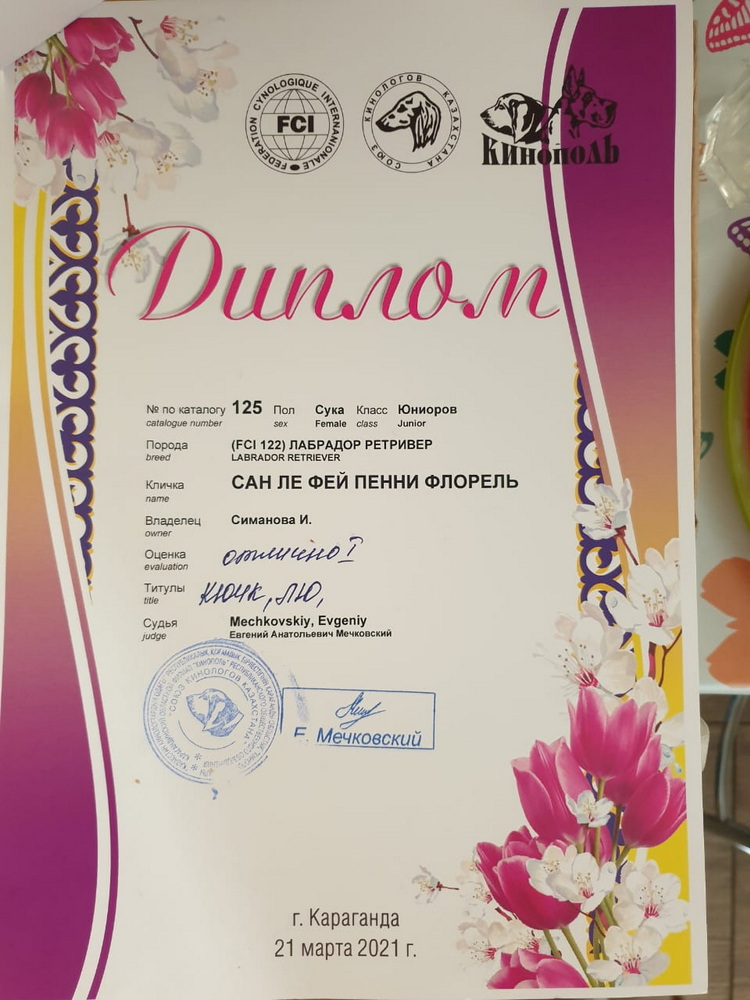 FEDERATION CYNOLOGIQUE INTERNATIONALE
FCI
СОЮЗ КИНОЛОГОВ КАЗАХСТАНА
КИНОПОЛЬ
Диплом
№ по каталогу 125 Пол Сука Класс Юниоров
catalogue number sex Female class Junior
Порода (FCI 122) ЛАБРАДОР РЕТРИВЕР
breed LABRADOR RETRIEVER
Кличка САН ЛЕ ФЕЙ ПЕННИ ФЛОРЕЛЬ
name
Владелец Симанова И.
owner
Оценка отлично I
evaluation
Титулы КЮЧК, ЛЮ,
title
Судья Mechkovskiy, Evgeniy
judge Евгений Анатольевич Мечковский
"СОЮЗ КИНОЛОГОВ КАЗАХСТАНА"
Е. Мечковский
г. Караганда
21 марта 2021 г.